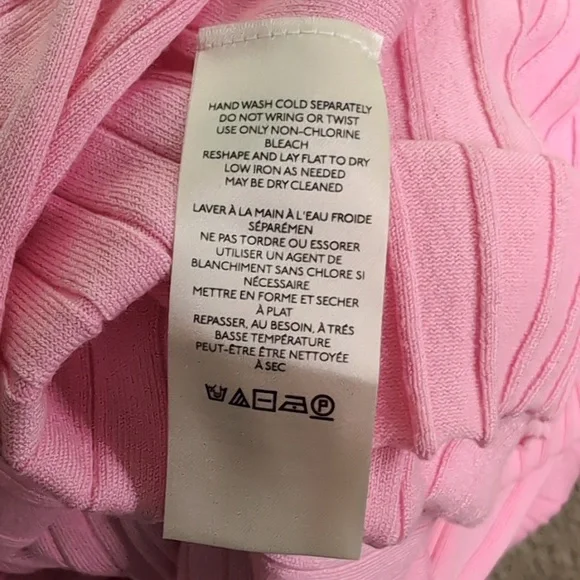 HAND WASH COLD SEPARATELY
DO NOT WRING OR TWIST
USE ONLY NON-CHLORINE
BLEACH
RESHAPE AND LAY FLAT TO DRY
LOW IRON AS NEEDED
MAY BE DRY CLEANED
LAVER À LA MAIN À L'EAU FROIDE
SÉPARÉMEN
NE PAS TORDRE OU ESSORER
UTILISER UN AGENT DE
BLANCHIMENT SANS CHLORE SI
NÉCESSAIRE
METTRE EN FORME ET SECHER
À PLAT
REPASSER, AU BESOIN, À TRÉS
BASSE TEMPÉRATURE
PEUT-ÊTRE ÊTRE NETTOYÉE
À SEC
P